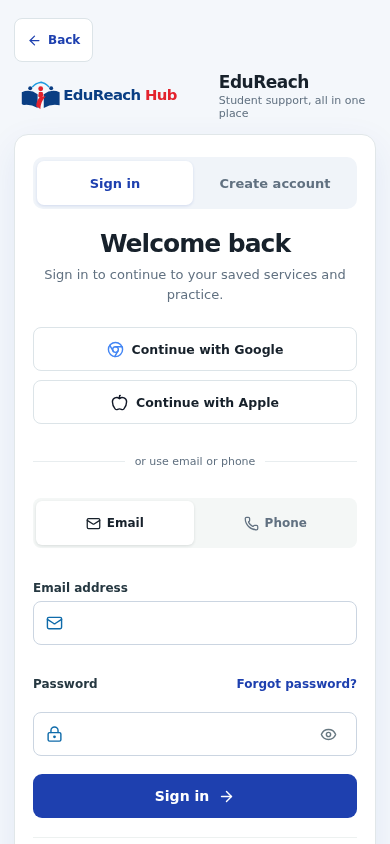 Back
EduReach Hub
EduReach
Student support, all in one
place
Sign in
Create account
Welcome back
Sign in to continue to your saved services and
practice.
Continue with Google
Continue with Apple
or use email or phone
Email
Phone
Email address
Password
Forgot password?
Sign in